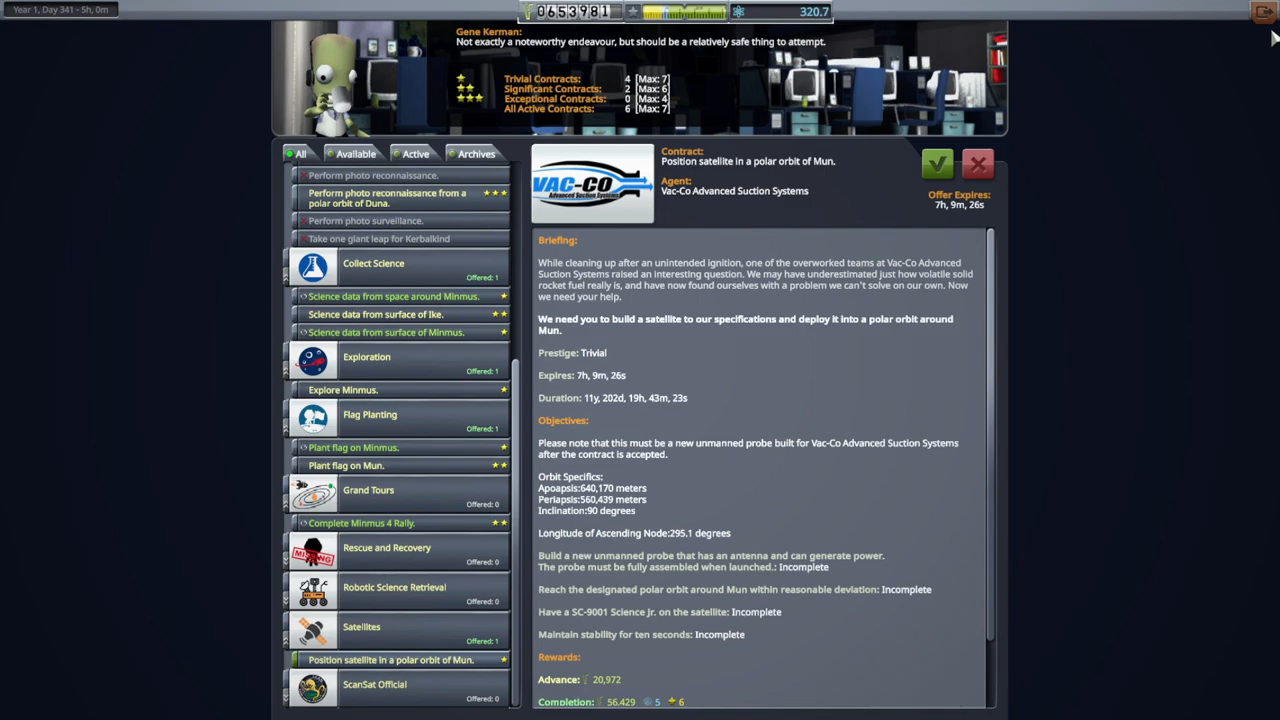 Year 1, Day 341 - 5h, 0m
0653981
320.7
Gene Kerman:
Not exactly a noteworthy endeavour, but should be a relatively safe thing to attempt.
Trivial Contracts: 4 [Max: 7]
Significant Contracts: 2 [Max: 6]
Exceptional Contracts: 0 [Max: 4]
All Active Contracts: 6 [Max: 7]
All Available Active Archives
Perform photo reconnaissance.
Perform photo reconnaissance from a
polar orbit of Duna.
Perform photo surveillance.
Take one giant leap for Kerbalkind
Collect Science
Offered: 1
Science data from space around Minmus.
Science data from surface of Ike.
Science data from surface of Minmus.
Exploration
Offered: 1
Explore Minmus.
Flag Planting
Offered: 1
Plant flag on Minmus.
Plant flag on Mun.
Grand Tours
Offered: 0
Complete Minmus 4 Rally.
MISSING
Rescue and Recovery
Offered: 0
Robotic Science Retrieval
Offered: 0
Satellites
Offered: 1
Position satellite in a polar orbit of Mun.
ScanSat Official
Offered: 0
VAC-CO
Advanced Suction Systems
Contract:
Position satellite in a polar orbit of Mun.
Agent:
Vac-Co Advanced Suction Systems
Offer Expires:
7h, 9m, 26s
Briefing:
While cleaning up after an unintended ignition, one of the overworked teams at Vac-Co Advanced
Suction Systems raised an interesting question. We may have underestimated just how volatile solid
rocket fuel really is, and have now found ourselves with a problem we can't solve on our own. Now
we need your help.
We need you to build a satellite to our specifications and deploy it into a polar orbit around
Mun.
Prestige: Trivial
Expires: 7h, 9m, 26s
Duration: 11y, 202d, 19h, 43m, 23s
Objectives:
Please note that this must be a new unmanned probe built for Vac-Co Advanced Suction Systems
after the contract is accepted.
Orbit Specifics:
Apoapsis:640,170 meters
Periapsis:560,439 meters
Inclination:90 degrees
Longitude of Ascending Node:295.1 degrees
Build a new unmanned probe that has an antenna and can generate power.
The probe must be fully assembled when launched.: Incomplete
Reach the designated polar orbit around Mun within reasonable deviation: Incomplete
Have a SC-9001 Science Jr. on the satellite: Incomplete
Maintain stability for ten seconds: Incomplete
Rewards:
Advance: 20,972
Completion: 56,429 5 6